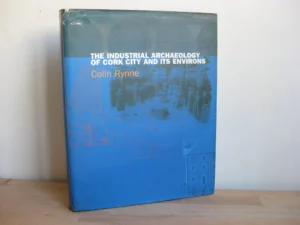 THE INDUSTRIAL ARCHAEOLOGY
OF CORK CITY AND ITS ENVIRONS
Colin Rynne